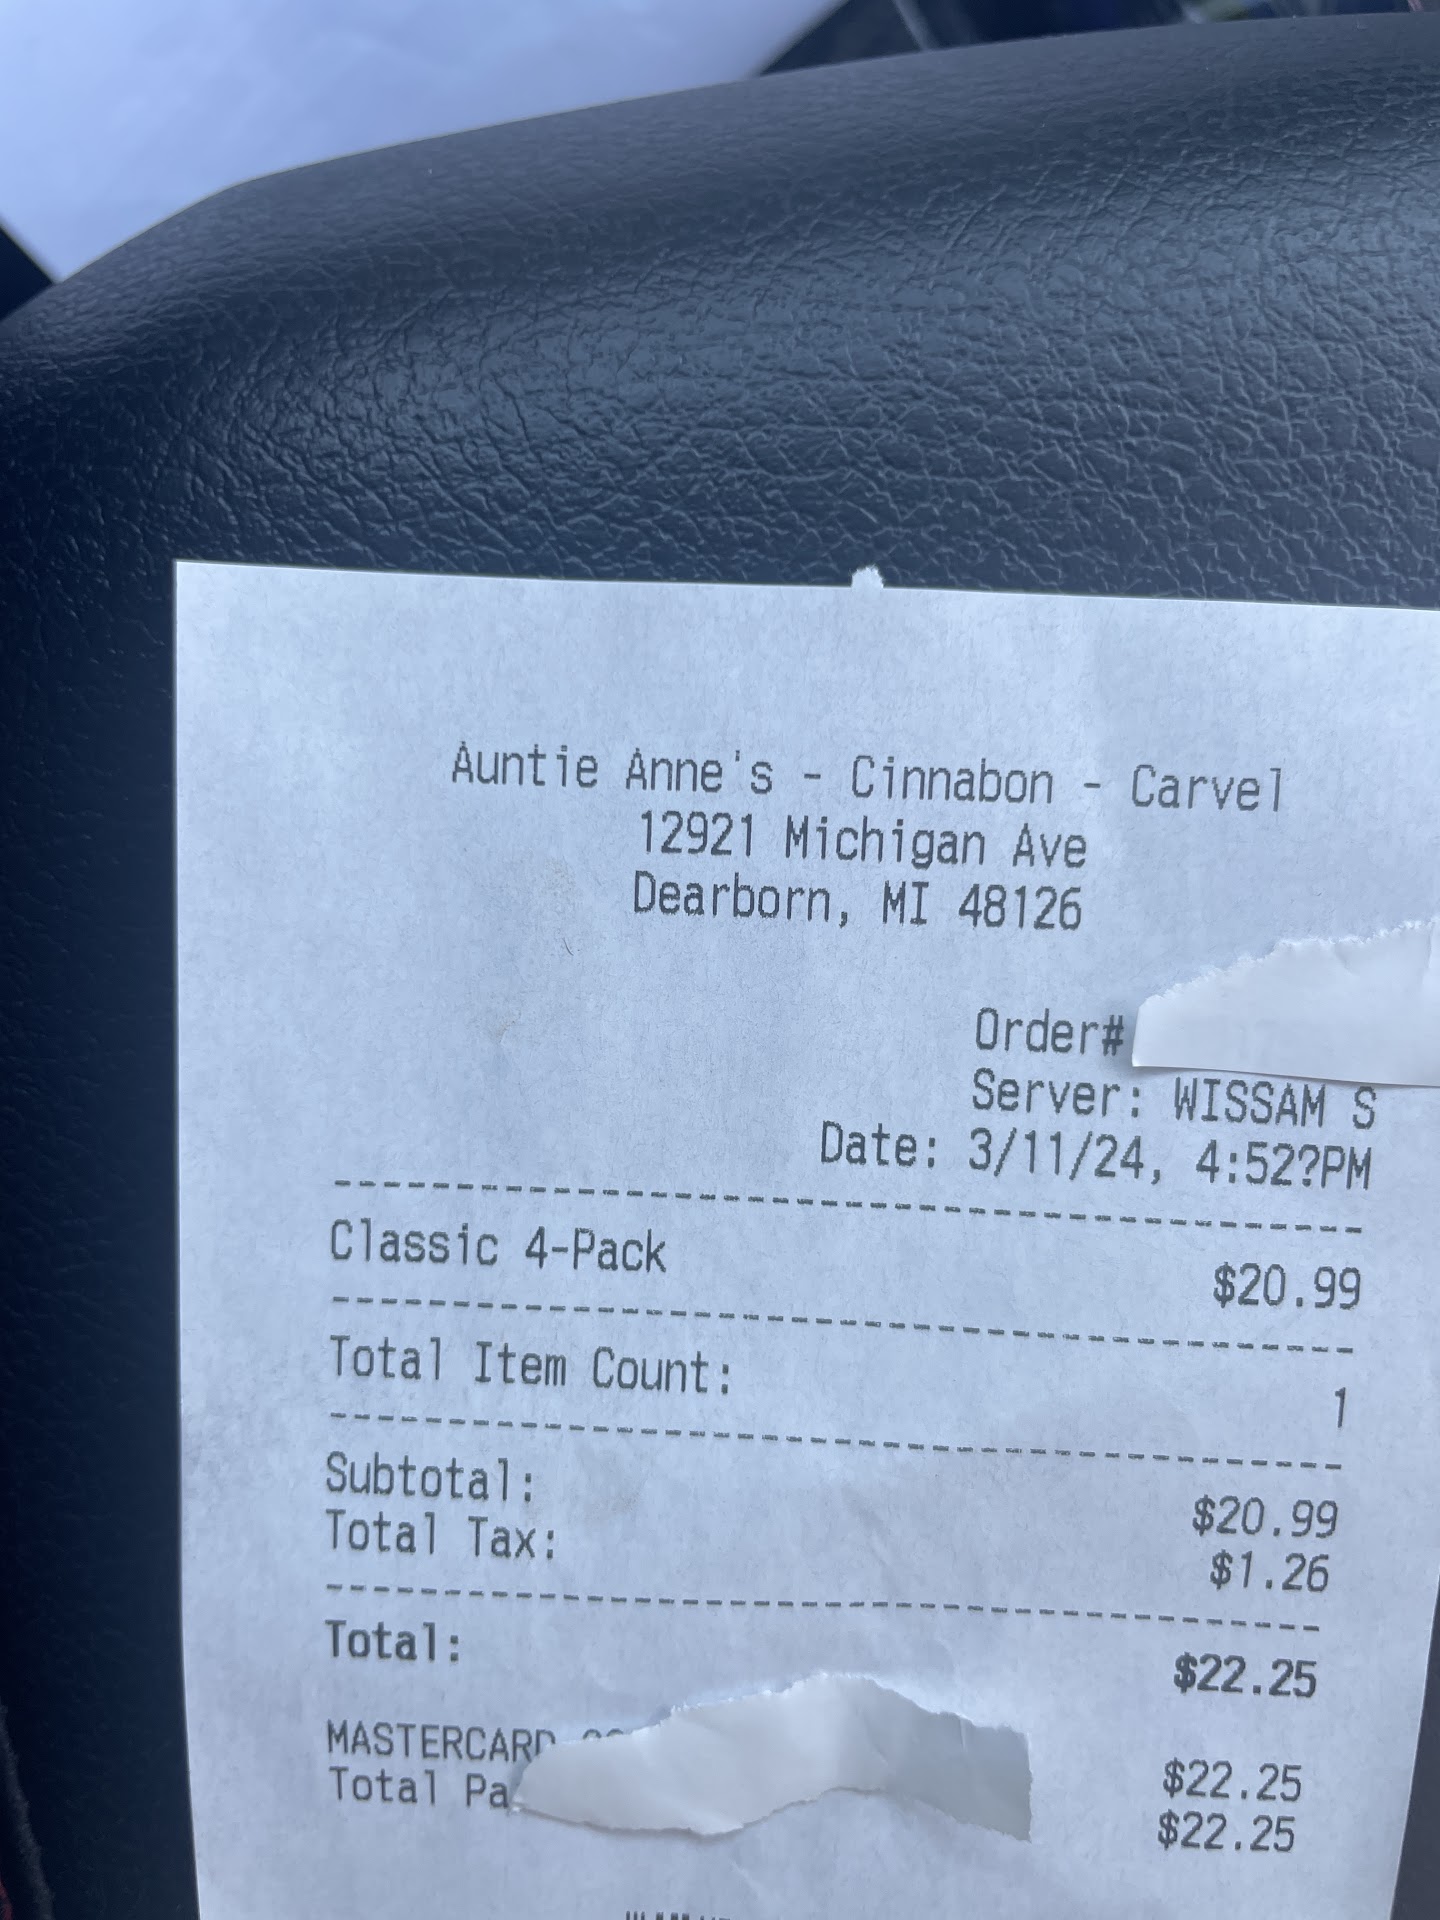 Auntie Anne's - Cinnabon - Carvel
12921 Michigan Ave
Dearborn, MI 48126
Order#
Server: WISSAM S
Date: 3/11/24, 4:52?PM
Classic 4-Pack $20.99
Total Item Count: 1
Subtotal: $20.99
Total Tax: $1.26
Total: $22.25
MASTERCARD $22.25
Total Pa $22.25